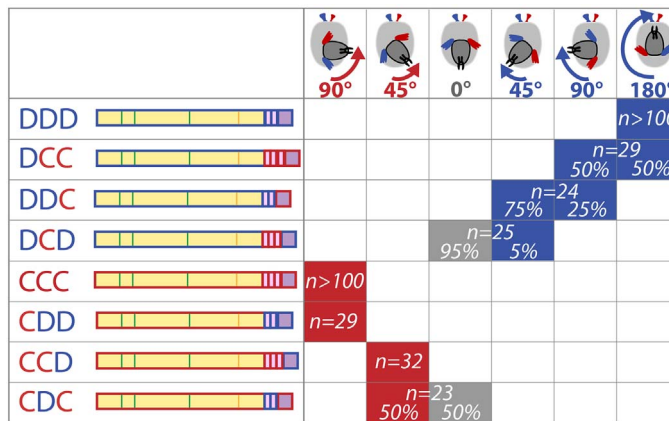 90° 45° 0° 45° 90° 180°
DDD n>100
DCC n=29
50% 50%
DDC n=24
75% 25%
DCD n=25
95% 5%
CCC n>100
CDD n=29
CCD n=32
CDC n=23
50% 50%